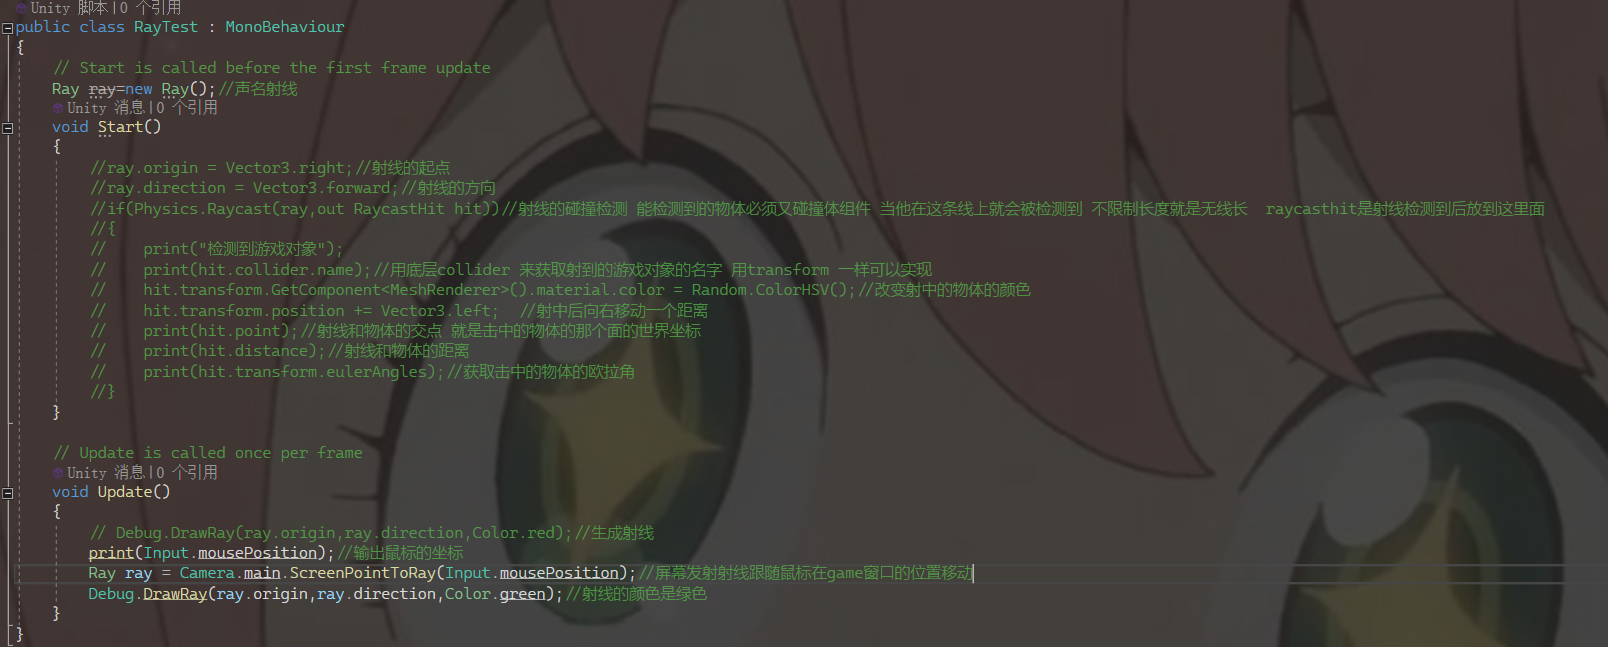 Unity 脚本|0 个引用
public class RayTest : MonoBehaviour
{
// Start is called before the first frame update
Ray ray=new Ray();//声名射线
Unity 消息|0 个引用
void Start()
{
//ray.origin = Vector3.right;//射线的起点
//ray.direction = Vector3.forward;//射线的方向
//if(Physics.Raycast(ray,out RaycastHit hit))//射线的碰撞检测 能检测到的物体必须又碰撞体组件 当他在这条线上就会被检测到 不限制长度就是无线长  raycasthit是射线检测到后放到这里面
//{
//    print("检测到游戏对象");
//    print(hit.collider.name);//用底层collider 来获取射到的游戏对象的名字 用transform 一样可以实现
//    hit.transform.GetComponent<MeshRenderer>().material.color = Random.ColorHSV();//改变射中的物体的颜色
//    hit.transform.position += Vector3.left;  //射中后向右移动一个距离
//    print(hit.point);//射线和物体的交点 就是击中的物体的那个面的世界坐标
//    print(hit.distance);//射线和物体的距离
//    print(hit.transform.eulerAngles);//获取击中的物体的欧拉角
//}
}
// Update is called once per frame
Unity 消息|0 个引用
void Update()
{
// Debug.DrawRay(ray.origin,ray.direction,Color.red);//生成射线
print(Input.mousePosition);//输出鼠标的坐标
Ray ray = Camera.main.ScreenPointToRay(Input.mousePosition);//屏幕发射射线跟随鼠标在game窗口的位置移动
Debug.DrawRay(ray.origin,ray.direction,Color.green);//射线的颜色是绿色
}
}